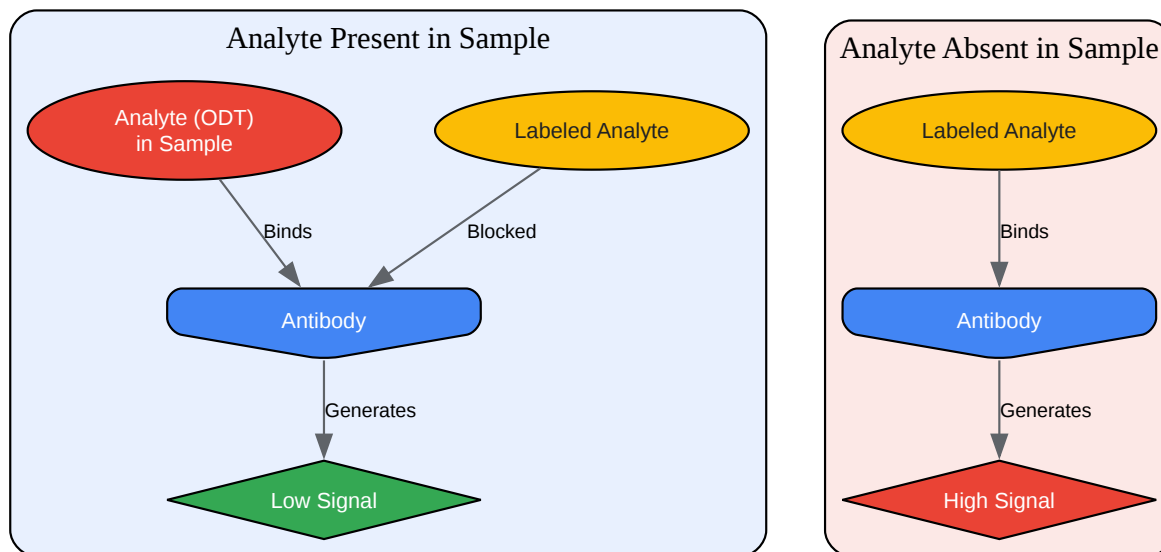 Analyte Present in Sample
Analyte (ODT)
in Sample
Labeled Analyte
Binds
Blocked
Antibody
Generates
Low Signal
Analyte Absent in Sample
Labeled Analyte
Binds
Antibody
Generates
High Signal